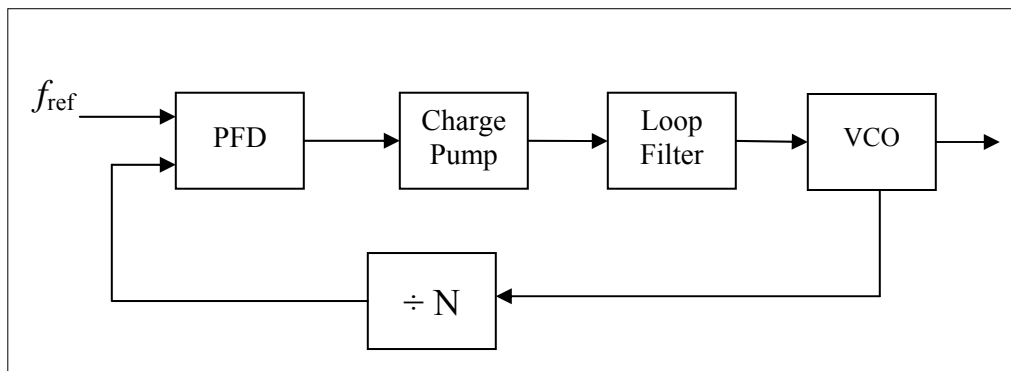 fref
PFD
Charge
Pump
Loop
Filter
VCO
÷ N